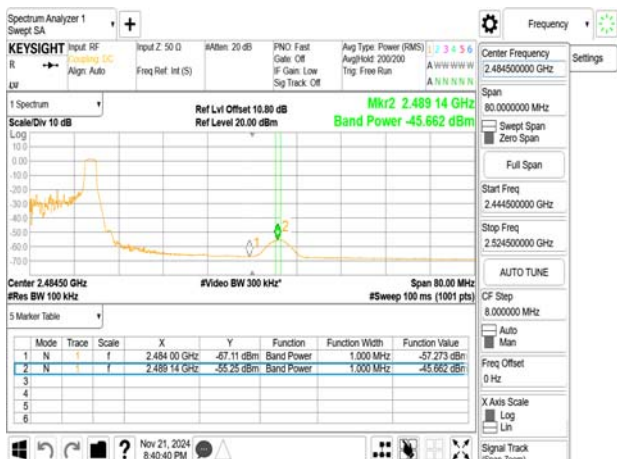 Spectrum Analyzer 1
Swept SA
+
Frequency
KEYSIGHT
Input: RF
Coupling: DC
Align: Auto
Input Z: 50 Ω
Freq Ref: Int (S)
#Atten: 20 dB
PNO: Fast
Gate: Off
IF Gain: Low
Sig Track: Off
Avg Type: Power (RMS)
Avg|Hold: 200/200
Trig: Free Run
1 2 3 4 5 6
A W W W W W
A N N N N N
R
LVI
1 Spectrum
Scale/Div 10 dB
Ref Lvl Offset 10.80 dB
Ref Level 20.00 dBm
Mkr2 2.489 14 GHz
Band Power -45.662 dBm
Log
10.0
0.00
-10.0
-20.0
-30.0
-40.0
-50.0
-60.0
-70.0
1
2
Center 2.48450 GHz
#Res BW 100 kHz
#Video BW 300 kHz*
Span 80.00 MHz
#Sweep 100 ms (1001 pts)
5 Marker Table
Mode Trace Scale X Y Function Function Width Function Value
1 N 1 f 2.484 00 GHz -67.11 dBm Band Power 1.000 MHz -57.273 dBm
2 N 1 f 2.489 14 GHz -55.25 dBm Band Power 1.000 MHz -45.662 dBm
3
4
5
6
?
Nov 21, 2024
8:40:40 PM
Center Frequency
2.484500000 GHz
Settings
Span
80.0000000 MHz
Swept Span
Zero Span
Full Span
Start Freq
2.444500000 GHz
Stop Freq
2.524500000 GHz
AUTO TUNE
CF Step
8.000000 MHz
Auto
Man
Freq Offset
0 Hz
X Axis Scale
Log
Lin
Signal Track